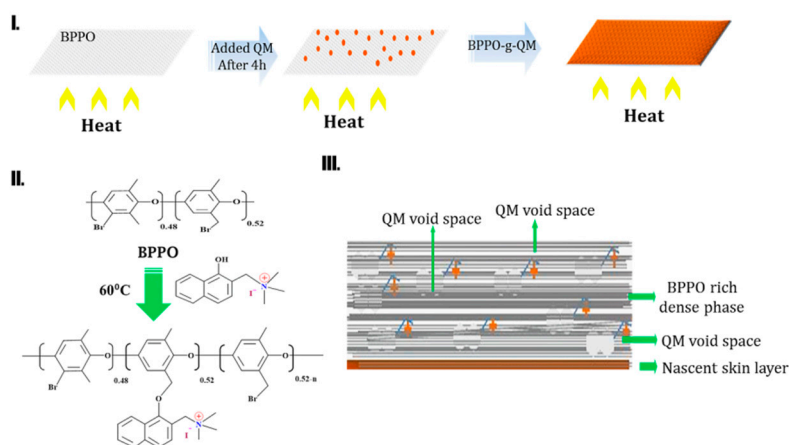 I.
BPPO
Added QM
After 4h
BPPO-g-QM
Heat
Heat
Heat
II.
O
O
Br
0.48
Br
0.52
BPPO
60⁰C
OH
N
+
I⁻
O
O
O
Br
0.48
O
0.52
Br
0.52-n
N
+
I⁻
III.
QM void space
QM void space
BPPO rich
dense phase
QM void space
Nascent skin layer